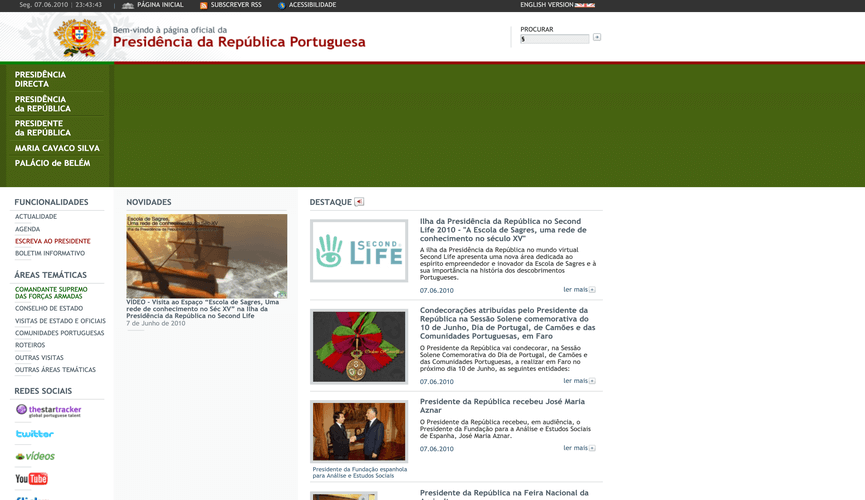 Seg. 07.06.2010 | 23:43:43 | PÁGINA INICIAL SUBSCREVER RSS ACESSIBILIDADE ENGLISH VERSION
Bem-vindo à página oficial da
Presidência da República Portuguesa
PROCURAR
PRESIDÊNCIA
DIRECTA
PRESIDÊNCIA
da REPÚBLICA
PRESIDENTE
da REPÚBLICA
MARIA CAVACO SILVA
PALÁCIO de BELÉM
FUNCIONALIDADES
ACTUALIDADE
AGENDA
ESCREVA AO PRESIDENTE
BOLETIM INFORMATIVO
ÁREAS TEMÁTICAS
COMANDANTE SUPREMO
DAS FORÇAS ARMADAS
CONSELHO DE ESTADO
VISITAS DE ESTADO E OFICIAIS
COMUNIDADES PORTUGUESAS
ROTEIROS
OUTRAS VISITAS
OUTRAS ÁREAS TEMÁTICAS
REDES SOCIAIS
thestartracker
global portuguese talent
twitter
vídeos
YouTube
NOVIDADES
Escola de Sagres,
Uma rede de conhecimento no Séc XV
Ilha da Presidência da República no Second Life
VÍDEO - Visita ao Espaço "Escola de Sagres, Uma
rede de conhecimento no Séc XV" na Ilha da
Presidência da República no Second Life
7 de Junho de 2010
DESTAQUE
SECOND
LIFE
Ilha da Presidência da República no Second
Life 2010 - "A Escola de Sagres, uma rede de
conhecimento no século XV"
A ilha da Presidência da República no mundo virtual
Second Life apresenta uma nova área dedicada ao
espírito empreendedor e inovador da Escola de Sagres e à
sua importância na história dos descobrimentos
Portugueses.
07.06.2010 ler mais
Condecorações atribuídas pelo Presidente da
República na Sessão Solene comemorativa do
10 de Junho, Dia de Portugal, de Camões e das
Comunidades Portuguesas, em Faro
O Presidente da República vai condecorar, na Sessão
Solene Comemorativa do Dia de Portugal, de Camões e
das Comunidades Portuguesas, a realizar em Faro no
próximo dia 10 de Junho, as seguintes entidades:
07.06.2010 ler mais
Presidente da República recebeu José Maria
Aznar
O Presidente da República recebeu, em audiência, o
Presidente da Fundação para a Análise e Estudos Sociais
de Espanha, José Maria Aznar.
07.06.2010 ler mais
Presidente da Fundação espanhola
para Análise e Estudos Sociais
Presidente da República na Feira Nacional da